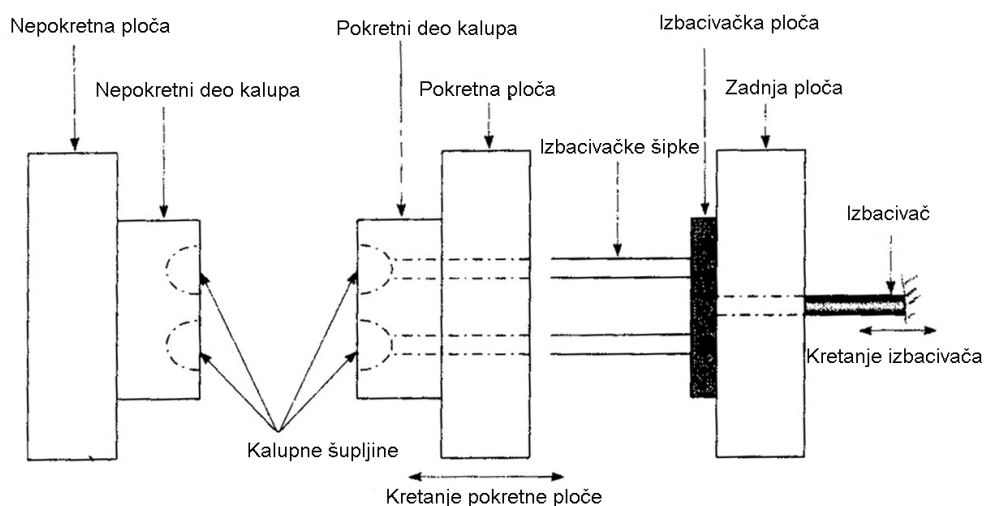 Nepokretna ploča
Pokretni deo kalupa
Izbacivačka ploča
Nepokretni deo kalupa
Pokretna ploča
Zadnja ploča
Izbacivačke šipke
Izbacivač
Kretanje izbacivača
Kalupne šupljine
Kretanje pokretne ploče